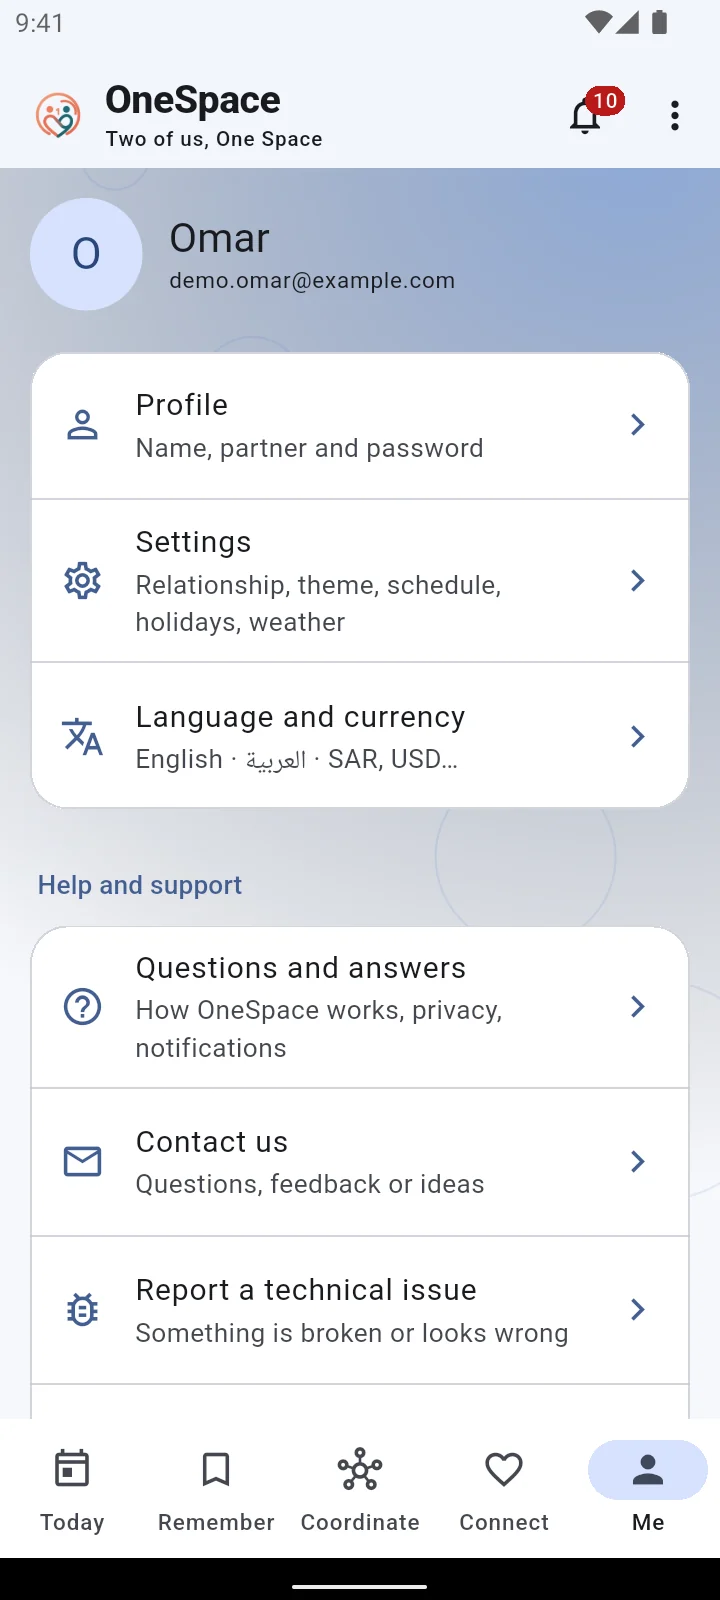 9:41
OneSpace
10
Two of us, One Space
O
Omar
demo.omar@example.com
Profile
Name, partner and password
Settings
Relationship, theme, schedule,
holidays, weather
Language and currency
English · العربية · SAR, USD…
Help and support
Questions and answers
How OneSpace works, privacy,
notifications
Contact us
Questions, feedback or ideas
Report a technical issue
Something is broken or looks wrong
Today
Remember
Coordinate
Connect
Me